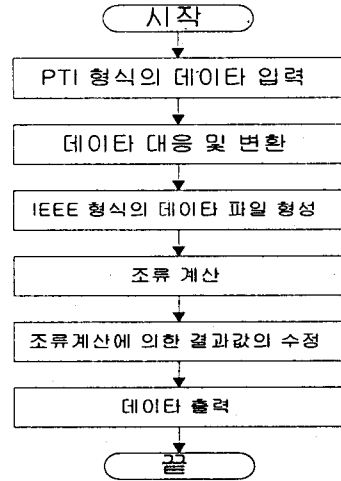 시작
PTI 형식의 데이타 입력
데이타 대응 및 변환
IEEE 형식의 데이타 파일 형성
조류 계산
조류계산에 의한 결과값의 수정
데이타 출력
끝